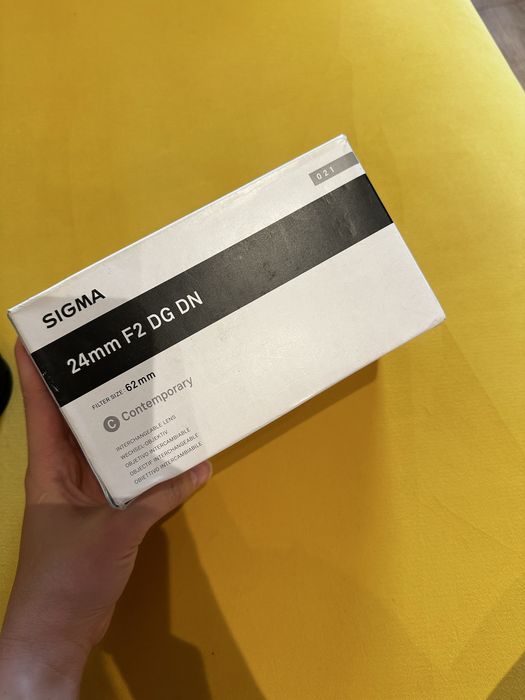 021
SIGMA
24mm F2 DG DN
FILTER SIZE : 62mm
C Contemporary
INTERCHANGEABLE LENS
WECHSEL-OBJEKTIV
OBJETIVO INTERCAMBIABLE
OBJECTIF INTERCHANGEABLE
OBIETTIVO INTERCAMBIABILE